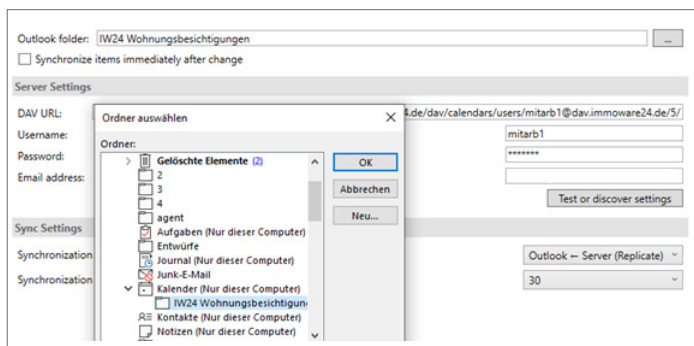 Outlook folder: IW24 Wohnungsbesichtigungen ...
Synchronize items immediately after change
Server Settings
DAV URL: 4.de/dav/calendars/users/mitarb1@dav.immoware24.de/5/
Ordner auswählen
Username: mitarb1
Ordner:
Password: *******
Gelöschte Elemente (2) OK
Email address:
2
3 Abbrechen
Test or discover settings
4
agent Neu...
Aufgaben (Nur dieser Computer)
Sync Settings
Entwürfe
Journal (Nur dieser Computer)
Synchronization Outlook ← Server (Replicate)
Junk-E-Mail
Synchronization 30
Kalender (Nur dieser Computer)
IW24 Wohnungsbesichtigun
Kontakte (Nur dieser Computer)
Notizen (Nur dieser Computer)